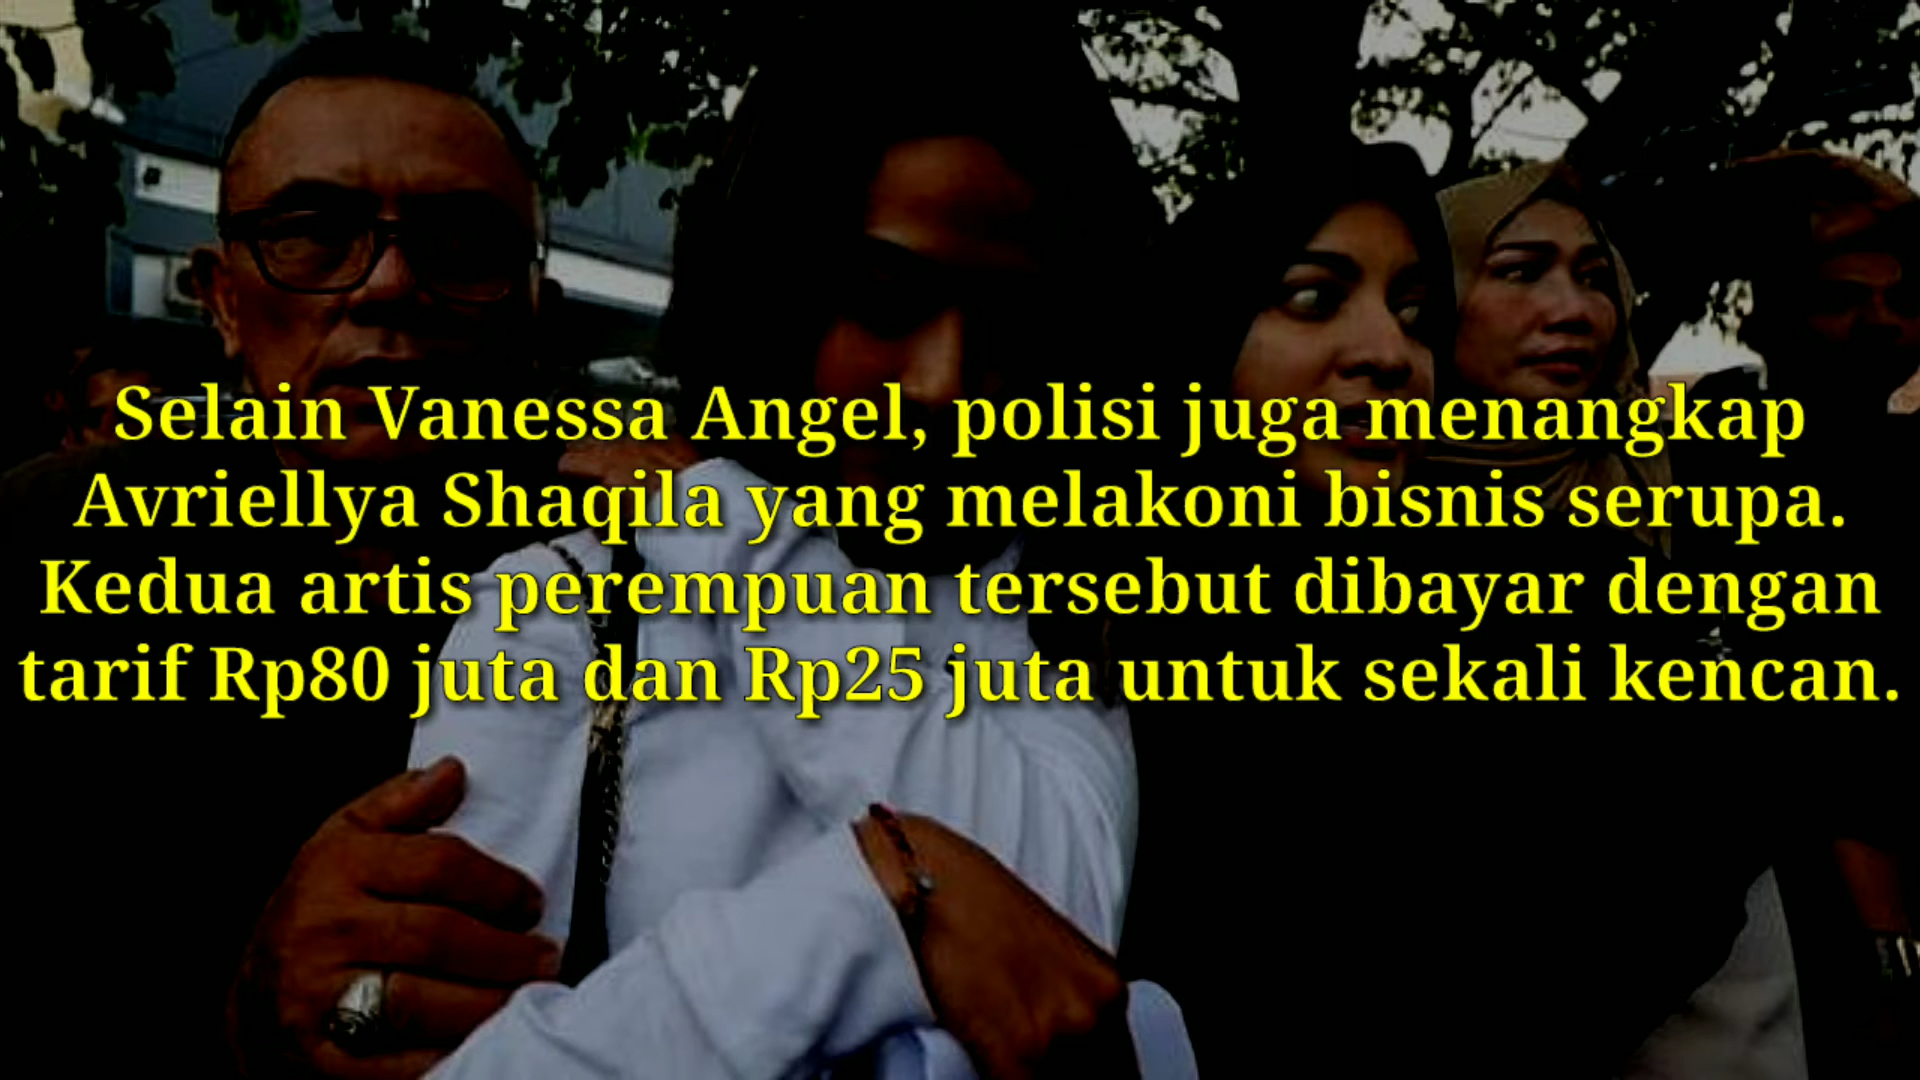 Selain Vanessa Angel, polisi juga menangkap
Avriellya Shaqila yang melakoni bisnis serupa.
Kedua artis perempuan tersebut dibayar dengan
tarif Rp80 juta dan Rp25 juta untuk sekali kencan.